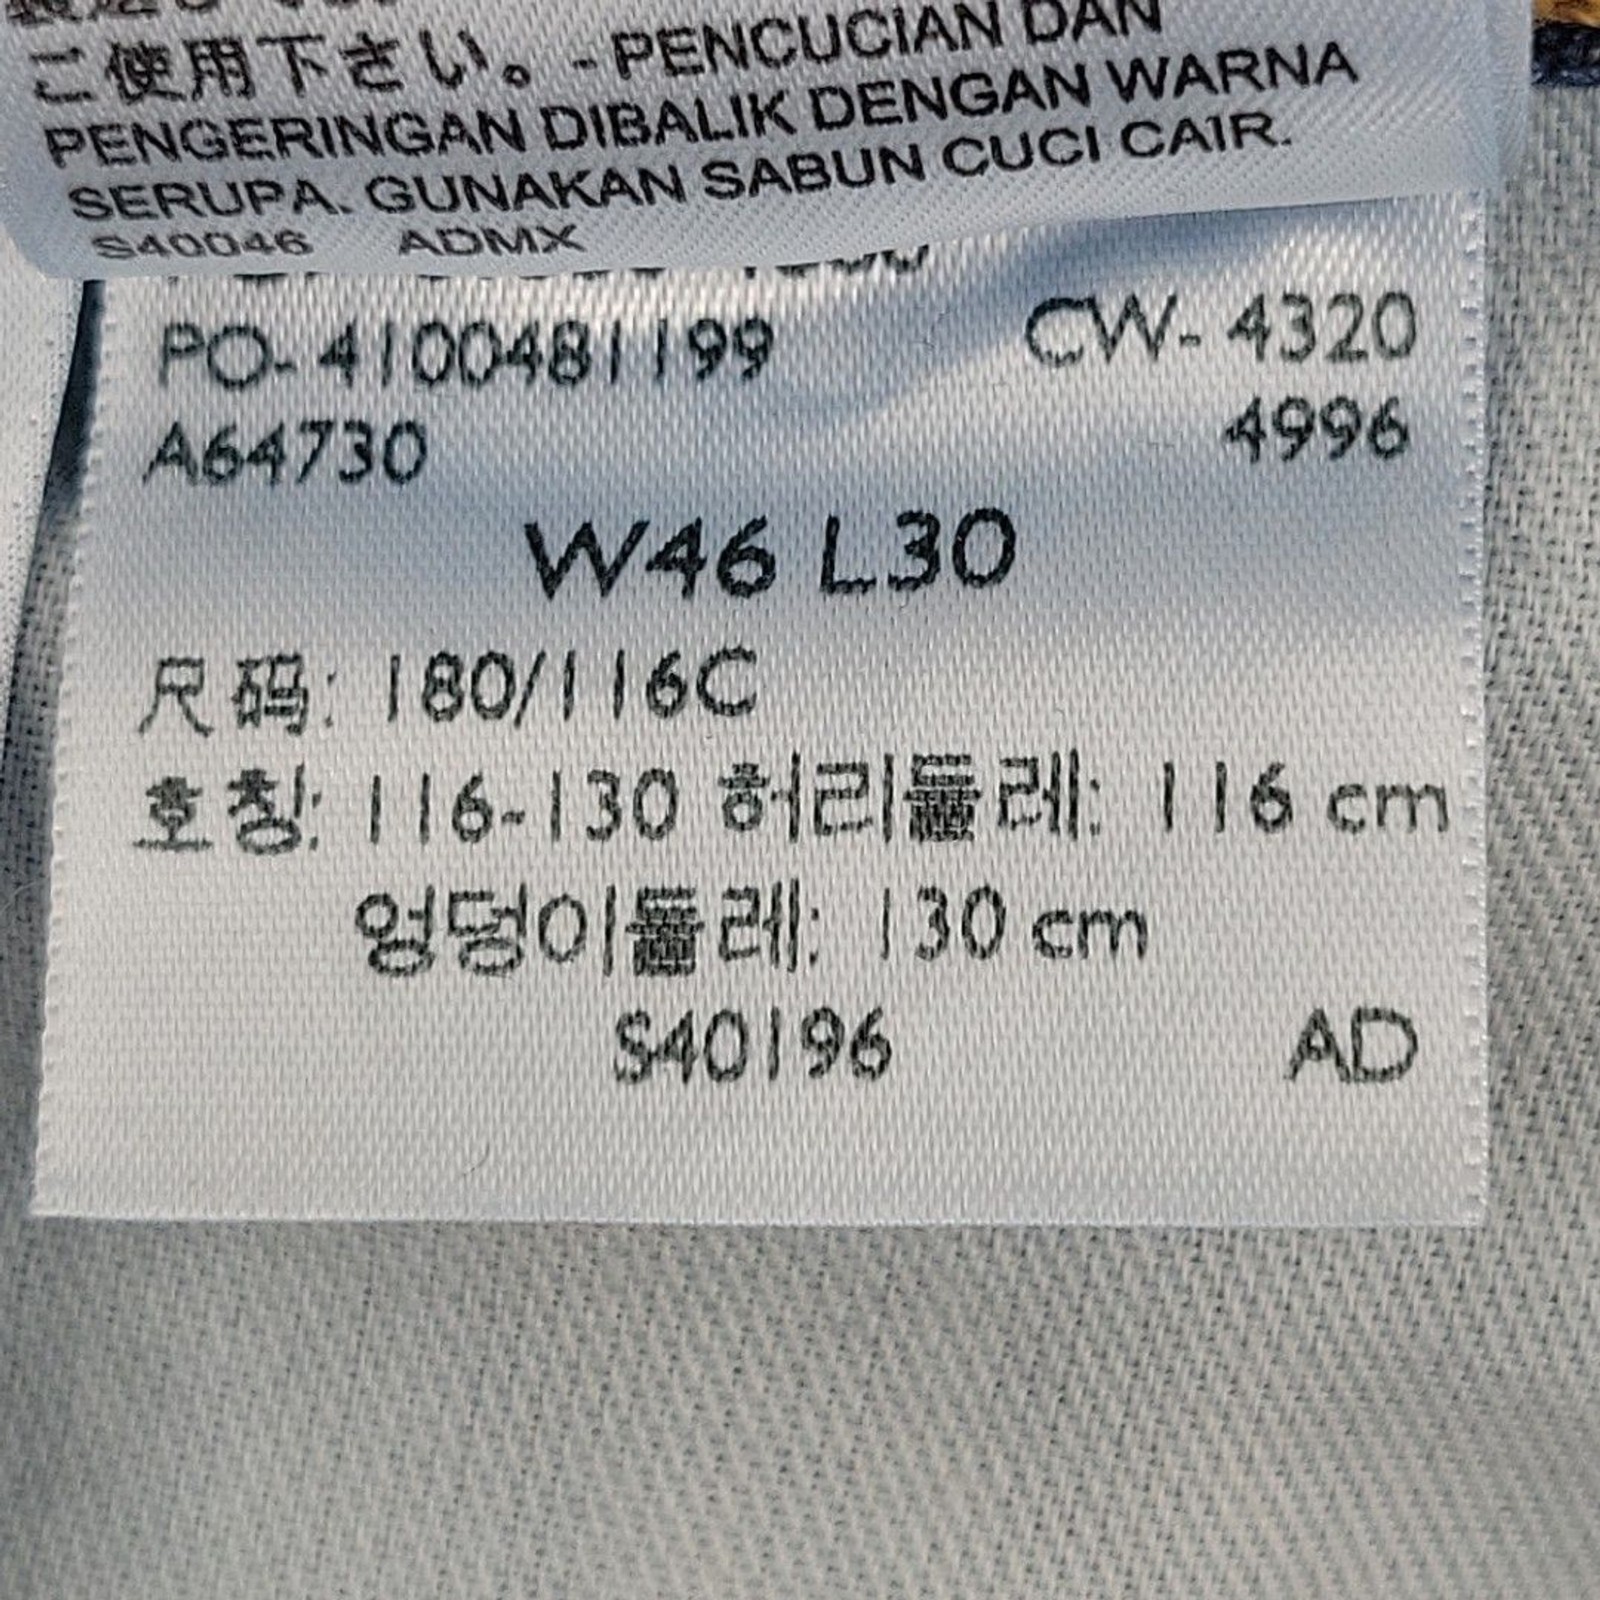 ご使用下さい。 - PENCUCIAN DAN
PENGERINGAN DIBALIK DENGAN WARNA
SERUPA. GUNAKAN SABUN CUCI CAIR.
S40046 ADMX
PO- 4100481199 CW- 4320
A64730 4996
W46 L30
尺码: 180/116C
호칭: 116-130 허리둘레: 116 cm
엉덩이둘레: 130 cm
S40196 AD